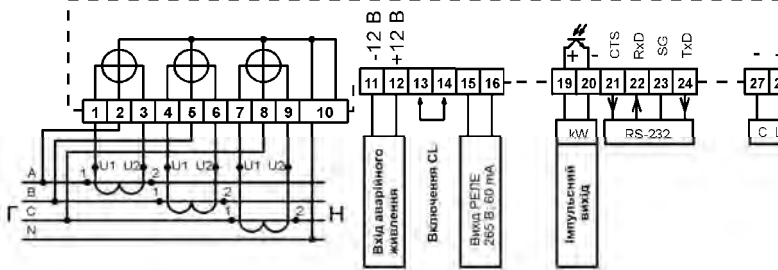 -12 В
+12 В
CTS
RxD
SG
TxD
+ -
1 2 3 4 5 6 7 8 9 10
11 12 13 14 15 16
19 20 21 22 23 24
27
U1 U2 U1 U2 U1 U2
kW
RS-232
C
A
B
C
N
1 2
1 2
1 2
Г
Н
Вхід аварійного живлення
Включення CL
Вихід РЕЛЕ
265 В; 60 mA
Імпульсний вихід